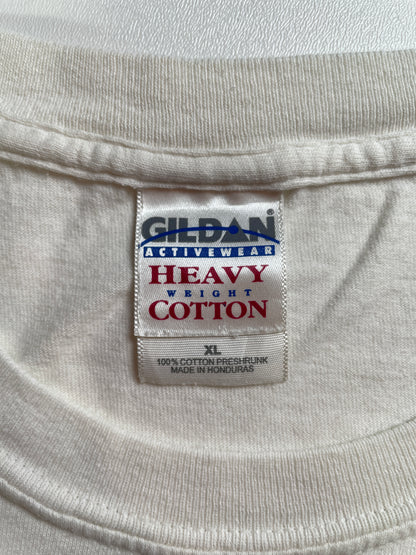 GILDAN®
ACTIVEWEAR
HEAVY
WEIGHT
COTTON
XL
100% COTTON PRESHRUNK
MADE IN HONDURAS